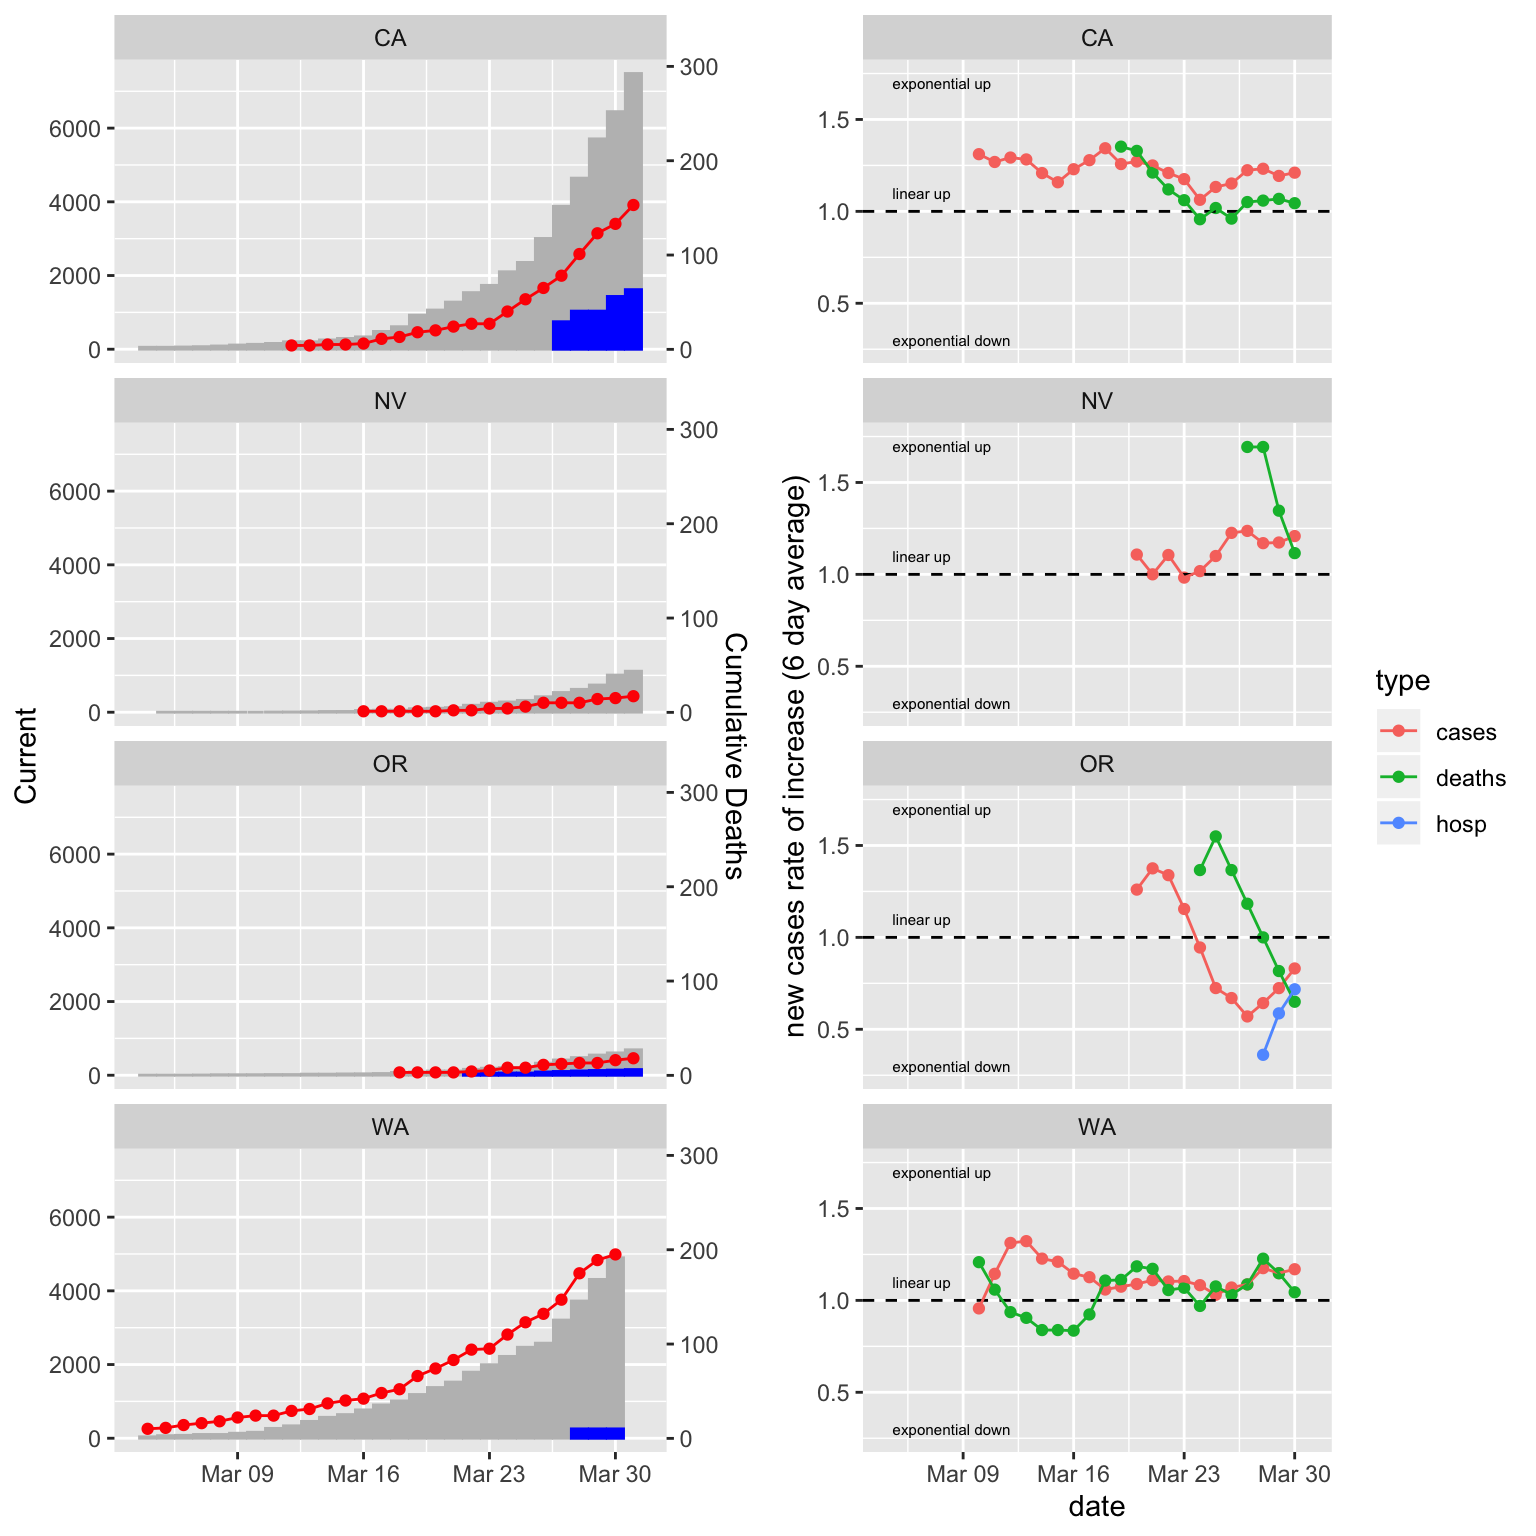 CA
6000
4000
2000
0
300
200
100
0
NV
6000
4000
2000
0
300
200
100
0
OR
6000
4000
2000
0
300
200
100
0
WA
6000
4000
2000
0
300
200
100
0
Mar 09 Mar 16 Mar 23 Mar 30
Current
Cumulative Deaths
CA
exponential up
linear up
exponential down
1.5
1.0
0.5
NV
exponential up
linear up
exponential down
1.5
1.0
0.5
OR
exponential up
linear up
exponential down
1.5
1.0
0.5
WA
exponential up
linear up
exponential down
1.5
1.0
0.5
Mar 09 Mar 16 Mar 23 Mar 30
date
new cases rate of increase (6 day average)
type
cases
deaths
hosp